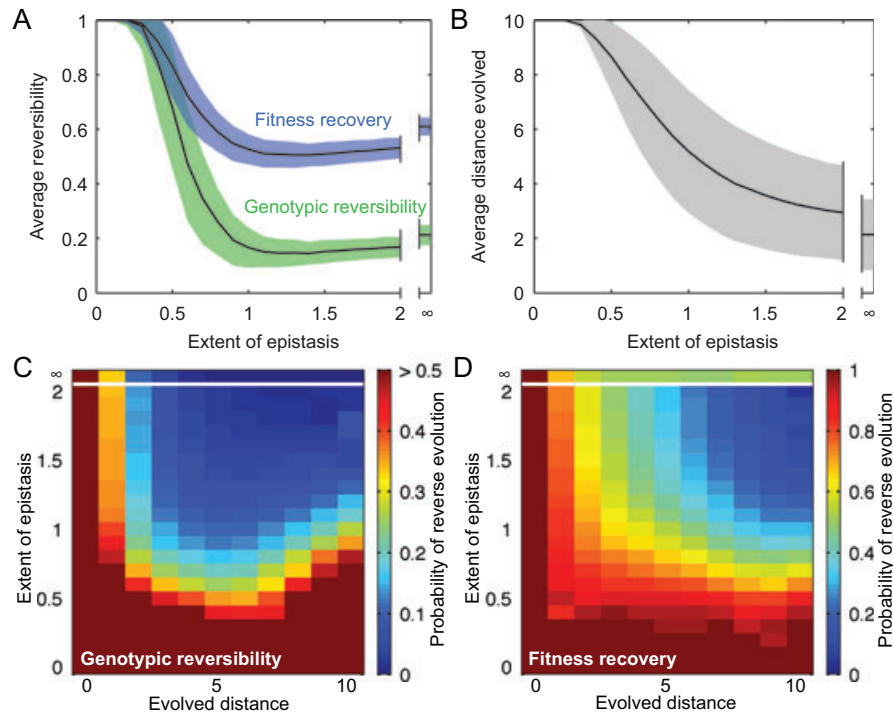 A
Average reversibility
1
0.8
0.6
0.4
0.2
0
Fitness recovery
Genotypic reversibility
0 0.5 1 1.5 2 ∞
Extent of epistasis
B
Average distance evolved
10
8
6
4
2
0
0 0.5 1 1.5 2 ∞
Extent of epistasis
C
Extent of epistasis
∞
2
1.5
1
0.5
0
Genotypic reversibility
0 5 10
Evolved distance
> 0.5
0.4
0.3
0.2
0.1
0
Probability of reverse evolution
D
Extent of epistasis
∞
2
1.5
1
0.5
0
Fitness recovery
0 5 10
Evolved distance
1
0.8
0.6
0.4
0.2
0
Probability of reverse evolution